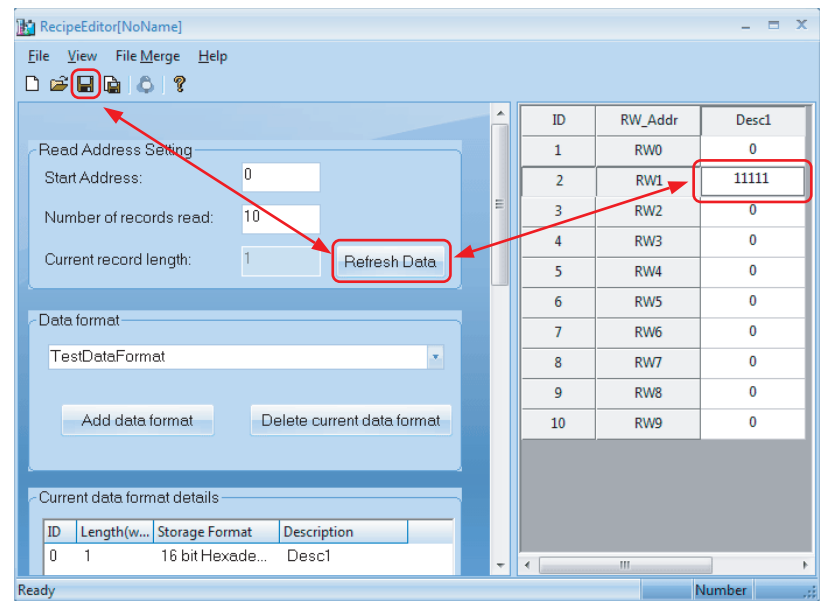 RecipeEditor[NoName]
File View File Merge Help
Read Address Setting
Start Address: 0
Number of records read: 10
Current record length: 1 Refresh Data
Data format
TestDataFormat
Add data format Delete current data format
Current data format details
ID Length(w... Storage Format Description
0 1 16 bit Hexade... Desc1
ID RW_Addr Desc1
1 RW0 0
2 RW1 11111
3 RW2 0
4 RW3 0
5 RW4 0
6 RW5 0
7 RW6 0
8 RW7 0
9 RW8 0
10 RW9 0
Ready Number